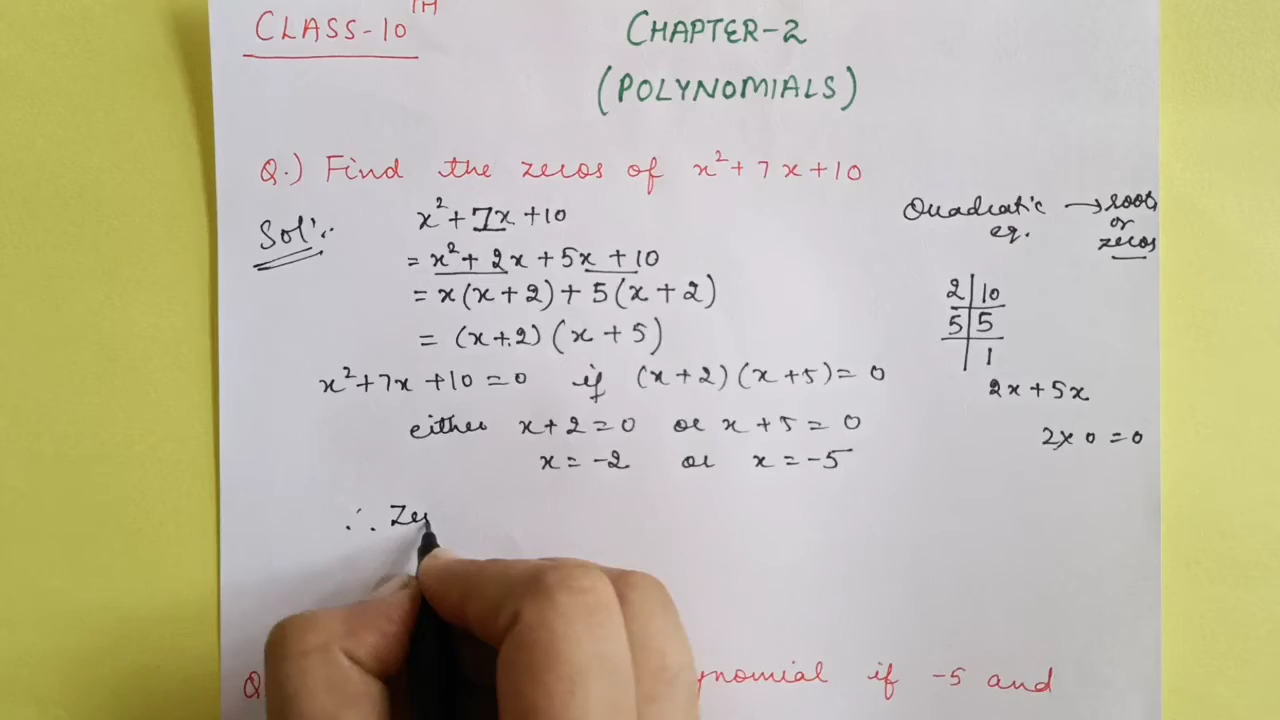 CLASS-10TH
CHAPTER-2
(POLYNOMIALS)
Q.) Find the zeros of x²+7x+10
Sol':
x²+7x+10
= x²+2x+5x+10
= x(x+2)+5(x+2)
= (x+2)(x+5)
x²+7x+10=0 if (x+2)(x+5)=0
either x+2=0 or x+5=0
x=-2 or x=-5
∴ Ze
Quadratic → roots
eq. or
zeros
2|10
5|5
|1
2x+5x
2×0=0
Q
ynomial if -5 and